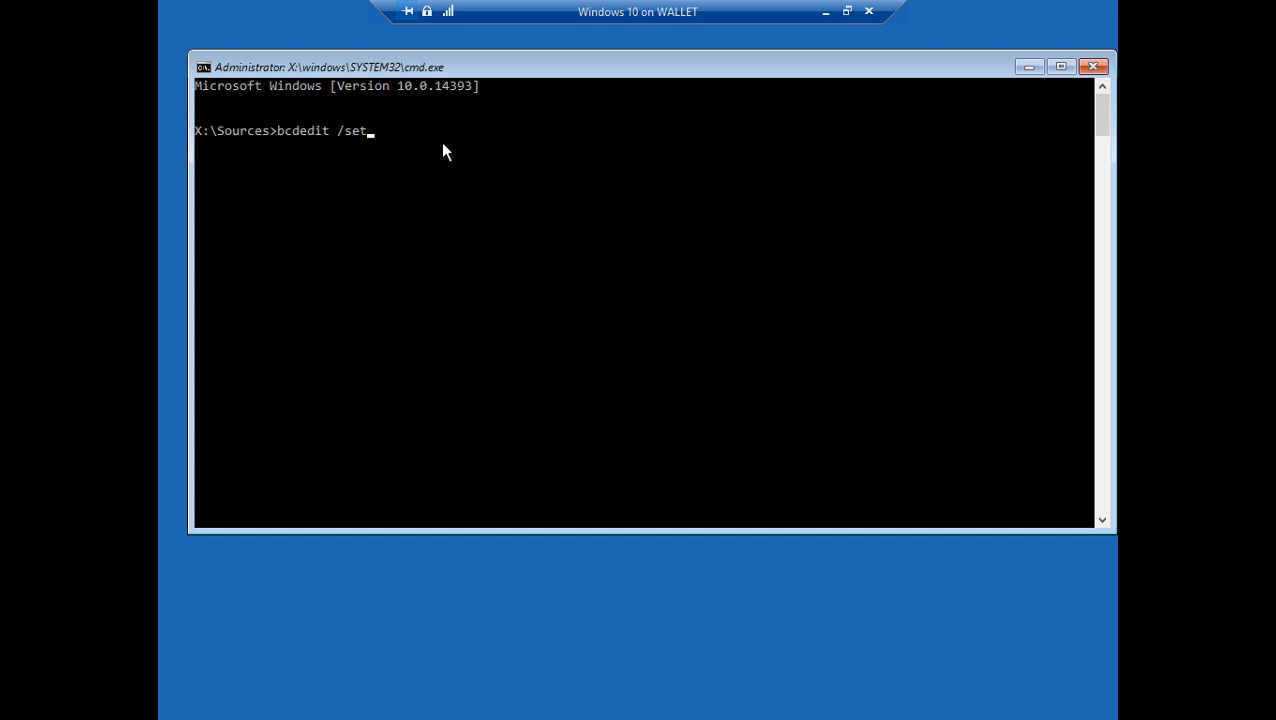 Windows 10 on WALLET
Administrator: X:\windows\SYSTEM32\cmd.exe
Microsoft Windows [Version 10.0.14393]
X:\Sources>bcdedit /set